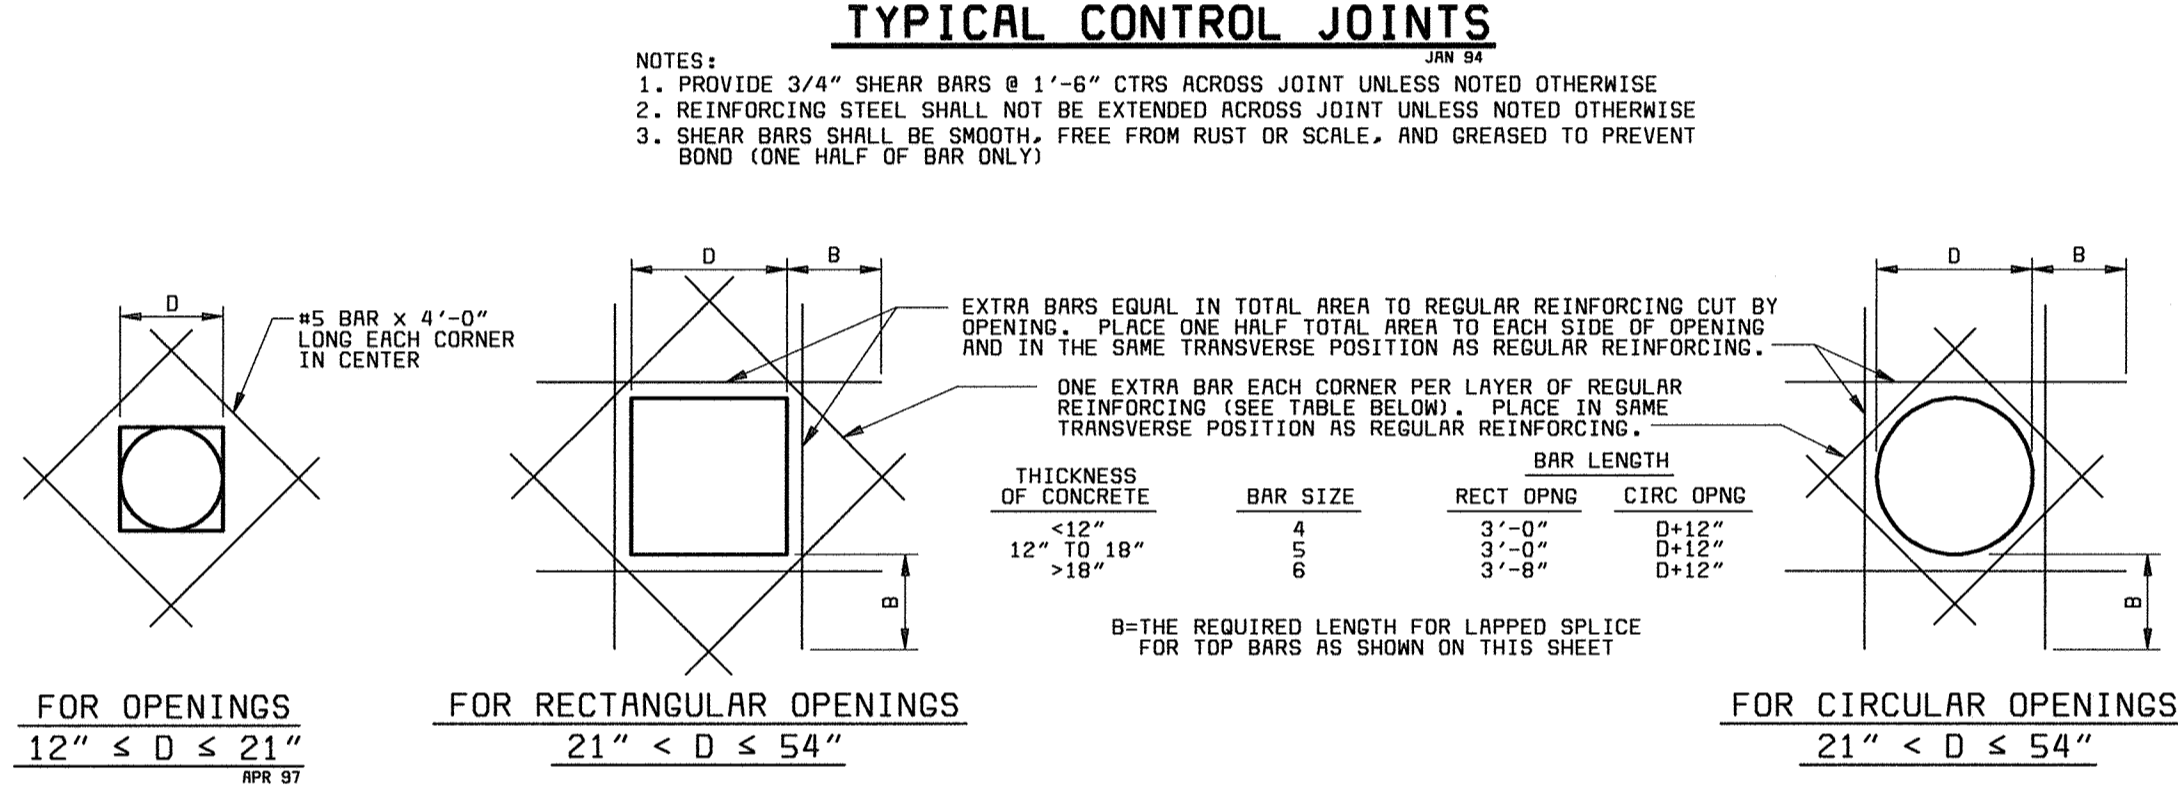 TYPICAL CONTROL JOINTS
JAN 94
NOTES:
1. PROVIDE 3/4" SHEAR BARS @ 1'-6" CTRS ACROSS JOINT UNLESS NOTED OTHERWISE
2. REINFORCING STEEL SHALL NOT BE EXTENDED ACROSS JOINT UNLESS NOTED OTHERWISE
3. SHEAR BARS SHALL BE SMOOTH, FREE FROM RUST OR SCALE, AND GREASED TO PREVENT
BOND (ONE HALF OF BAR ONLY)
D
#5 BAR x 4'-0"
LONG EACH CORNER
IN CENTER
FOR OPENINGS
12" ≤ D ≤ 21"
APR 97
D
B
B
FOR RECTANGULAR OPENINGS
21" < D ≤ 54"
EXTRA BARS EQUAL IN TOTAL AREA TO REGULAR REINFORCING CUT BY
OPENING. PLACE ONE HALF TOTAL AREA TO EACH SIDE OF OPENING
AND IN THE SAME TRANSVERSE POSITION AS REGULAR REINFORCING.
ONE EXTRA BAR EACH CORNER PER LAYER OF REGULAR
REINFORCING (SEE TABLE BELOW). PLACE IN SAME
TRANSVERSE POSITION AS REGULAR REINFORCING.
BAR LENGTH
THICKNESS
OF CONCRETE BAR SIZE RECT OPNG CIRC OPNG
<12" 4 3'-0" D+12"
12" TO 18" 5 3'-0" D+12"
>18" 6 3'-8" D+12"
B=THE REQUIRED LENGTH FOR LAPPED SPLICE
FOR TOP BARS AS SHOWN ON THIS SHEET
D
B
B
FOR CIRCULAR OPENINGS
21" < D ≤ 54"